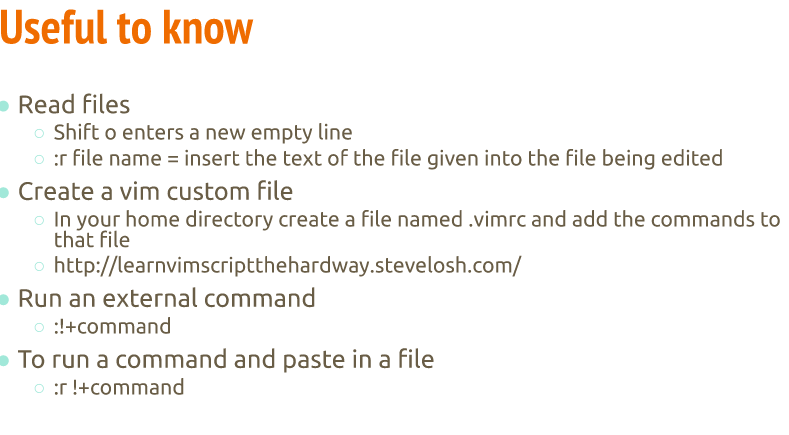 Useful to know
Read files
Shift o enters a new empty line
:r file name = insert the text of the file given into the file being edited
Create a vim custom file
In your home directory create a file named .vimrc and add the commands to
that file
http://learnvimscriptthehardway.stevelosh.com/
Run an external command
:!+command
To run a command and paste in a file
:r !+command